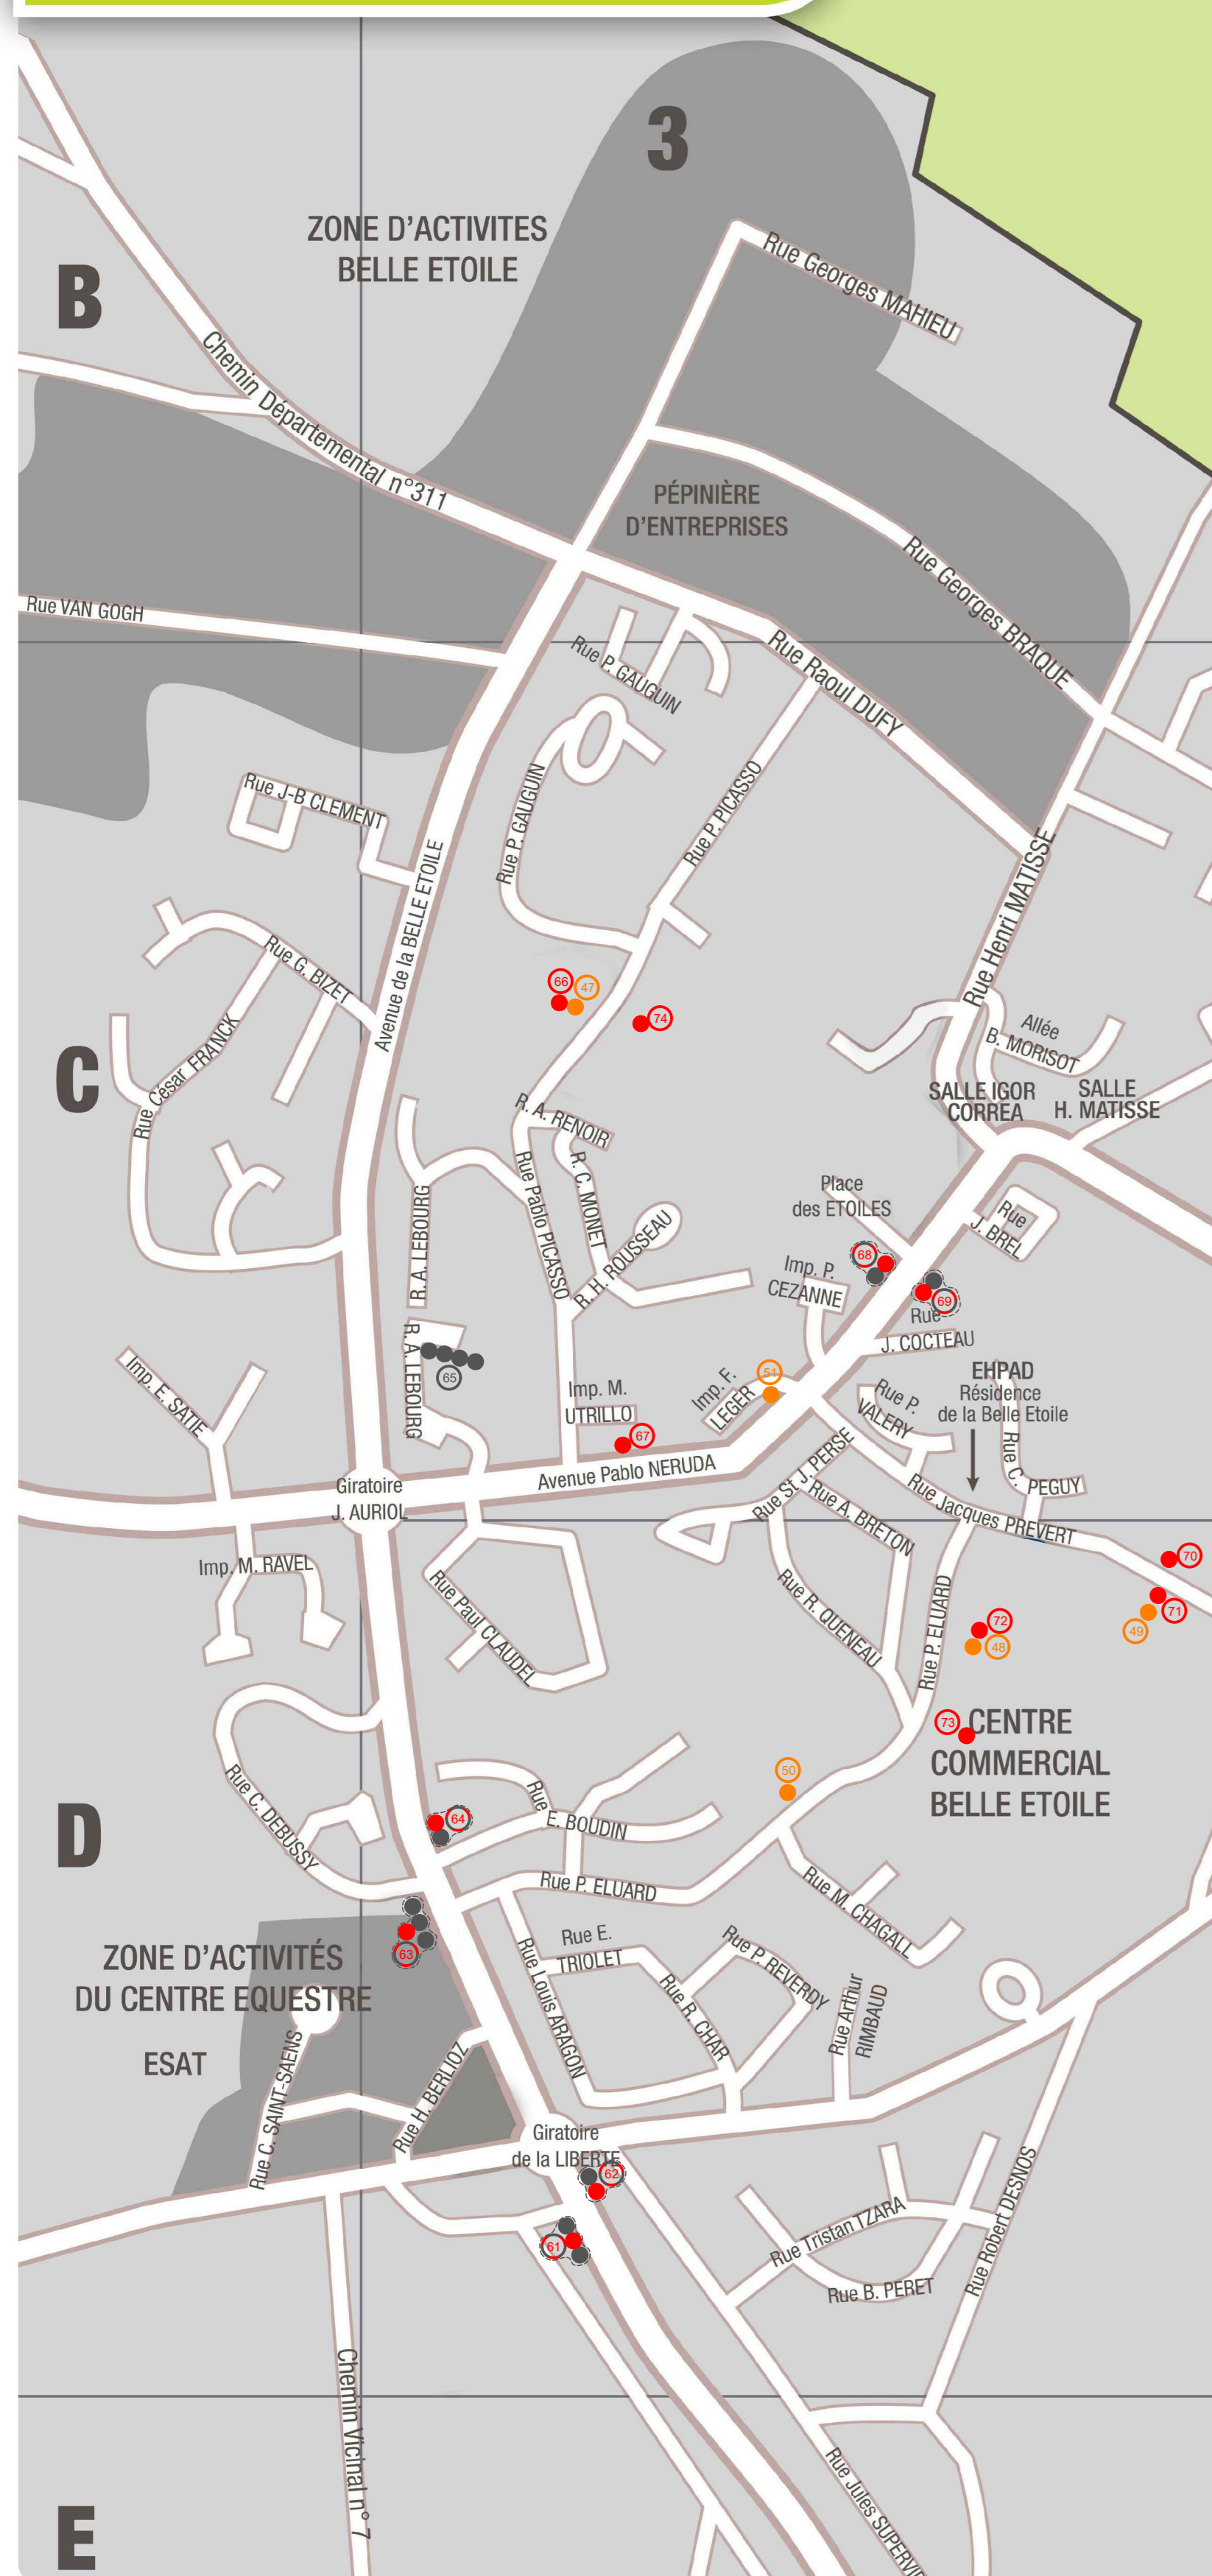 3
ZONE D'ACTIVITES
BELLE ETOILE
Rue Georges MAHIEU
B
Chemin Départemental n°311
PÉPINIÈRE
D'ENTREPRISES
Rue Georges BRAQUE
Rue VAN GOGH
Rue P. GAUGUIN
Rue Raoul DUFY
Rue P. GAUGUIN
Rue P. PICASSO
Rue J-B CLEMENT
Avenue de la BELLE ETOILE
Rue Henri MATISSE
Rue G. BIZET
66
47
74
Rue César FRANCK
Allée
B. MORISOT
C
SALLE IGOR
CORREA
SALLE
H. MATISSE
R. A. RENOIR
Rue Pablo PICASSO
R. C. MONET
R. A. LEBOURG
R. H. ROUSSEAU
Place
des ETOILES
Rue
J. BREL
68
Imp. P.
CEZANNE
69
Rue
J. COCTEAU
R. A. LEBOURG
65
Imp. E. SATIE
Imp. M.
UTRILLO
67
Imp. F.
LEGER
51
Rue P.
VALERY
EHPAD
Résidence
de la Belle Etoile
Rue C.
PEGUY
Avenue Pablo NERUDA
Giratoire
J. AURIOL
Rue St J. PERSE
Rue A. BRETON
Rue Jacques PREVERT
Imp. M. RAVEL
Rue Paul CLAUDEL
Rue R. QUENEAU
Rue P. ELUARD
70
71
49
72
48
73
CENTRE
COMMERCIAL
BELLE ETOILE
50
Rue C. DEBUSSY
D
64
Rue
E. BOUDIN
Rue P. ELUARD
Rue M. CHAGALL
63
ZONE D'ACTIVITÉS
DU CENTRE EQUESTRE
ESAT
Rue E.
TRIOLET
Rue Louis ARAGON
Rue R. CHAR
Rue P. REVERDY
Rue Arthur
RIMBAUD
Rue C. SAINT-SAENS
Rue H. BERLIOZ
Giratoire
de la LIBERTE
62
61
Rue Tristan TZARA
Rue B. PERET
Rue Robert DESNOS
Chemin Vicinal n° 7
Rue Jules SUPERVI
E